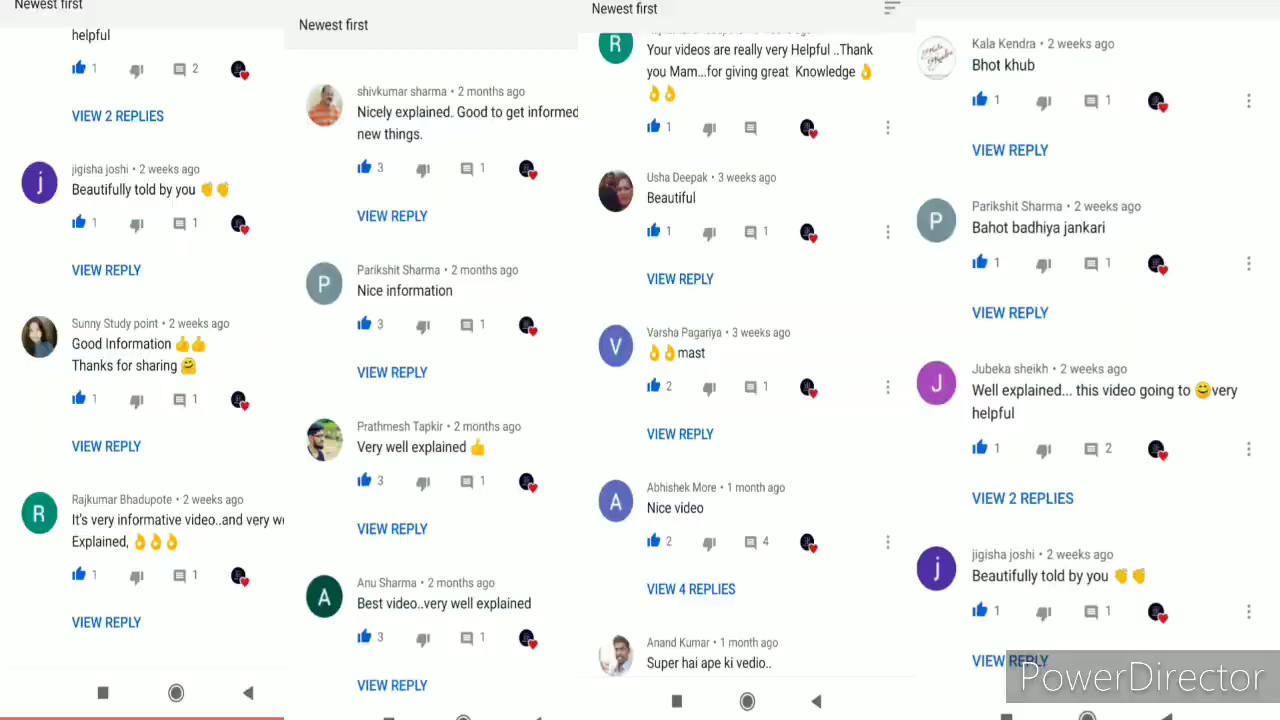 Newest first
helpful
1
2
VIEW 2 REPLIES
jigisha joshi • 2 weeks ago
Beautifully told by you 👏👏
1
1
VIEW REPLY
Sunny Study point • 2 weeks ago
Good Information 👍👍
Thanks for sharing 🤗
1
1
VIEW REPLY
Rajkumar Bhadupote • 2 weeks ago
It's very informative video..and very we
Explained, 👌👌👌
1
1
VIEW REPLY
Newest first
shivkumar sharma • 2 months ago
Nicely explained. Good to get informed
new things.
3
1
VIEW REPLY
Parikshit Sharma • 2 months ago
Nice information
3
1
VIEW REPLY
Prathmesh Tapkir • 2 months ago
Very well explained 👍
3
1
VIEW REPLY
A
Anu Sharma • 2 months ago
Best video..very well explained
3
1
VIEW REPLY
Newest first
R
Your videos are really very Helpful ..Thank
you Mam...for giving great Knowledge 👌
👌👌
1
Usha Deepak • 3 weeks ago
Beautiful
1
1
VIEW REPLY
V
Varsha Pagariya • 3 weeks ago
👌👌mast
2
1
VIEW REPLY
A
Abhishek More • 1 month ago
Nice video
2
4
VIEW 4 REPLIES
Anand Kumar • 1 month ago
Super hai ape ki vedio..
Kala Kendra • 2 weeks ago
Bhot khub
1
1
VIEW REPLY
P
Parikshit Sharma • 2 weeks ago
Bahot badhiya jankari
1
1
VIEW REPLY
J
Jubeka sheikh • 2 weeks ago
Well explained... this video going to 🤗very
helpful
1
2
VIEW 2 REPLIES
j
jigisha joshi • 2 weeks ago
Beautifully told by you 👏👏
1
1
VIEW REPLY
PowerDirector